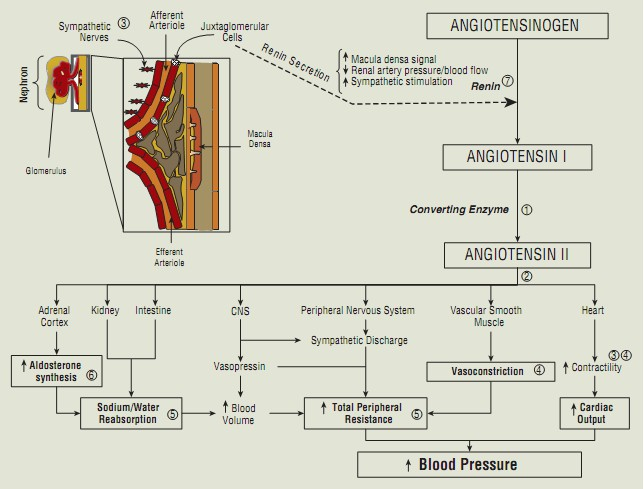 Sympathetic ③
Nerves
Afferent
Arteriole
Juxtaglomerular
Cells
Nephron
Glomerulus
Macula
Densa
Efferent
Arteriole
Renin Secretion
↑ Macula densa signal
↓ Renal artery pressure/blood flow
↑ Sympathetic stimulation
Renin ⑦
ANGIOTENSINOGEN
ANGIOTENSIN I
Converting Enzyme ①
ANGIOTENSIN II
②
Adrenal
Cortex
Kidney
Intestine
CNS
Peripheral Nervous System
Vascular Smooth
Muscle
Heart
Sympathetic Discharge
↑ Aldosterone
synthesis ⑥
Vasopressin
Vasoconstriction ④
③④
↑ Contractility
Sodium/Water
Reabsorption ⑤
↑ Blood
Volume
↑ Total Peripheral
Resistance ⑤
↑ Cardiac
Output
↑ Blood Pressure